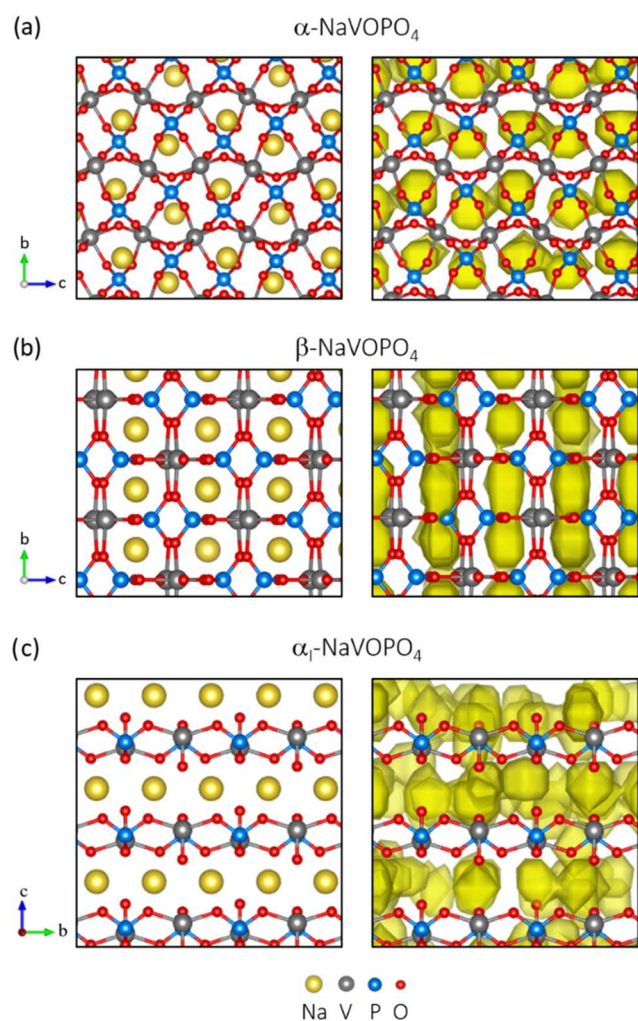 (a) α-NaVOPO₄
b
c
(b) β-NaVOPO₄
b
c
(c) αI-NaVOPO₄
c
b
Na V P O